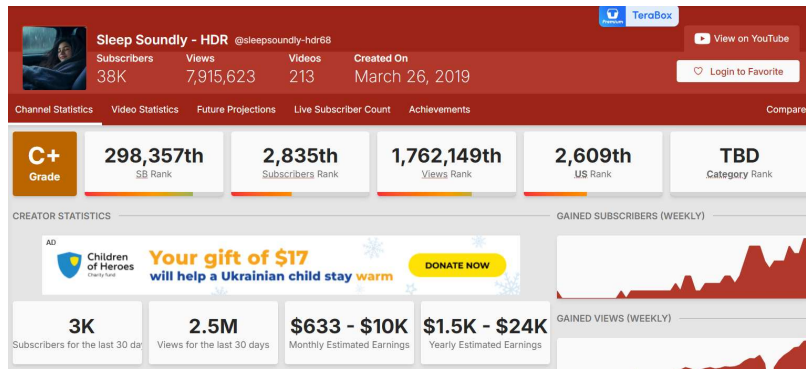 TeraBox
Premium
Sleep Soundly - HDR @sleepsoundly-hdr68
View on YouTube
Subscribers Views Videos Created On
38K 7,915,623 213 March 26, 2019
Login to Favorite
Channel Statistics Video Statistics Future Projections Live Subscriber Count Achievements Compare
C+ 298,357th 2,835th 1,762,149th 2,609th TBD
Grade SB Rank Subscribers Rank Views Rank US Rank Category Rank
CREATOR STATISTICS GAINED SUBSCRIBERS (WEEKLY)
AD
Children
of Heroes
Charity fund
Your gift of $17
will help a Ukrainian child stay warm
DONATE NOW
GAINED VIEWS (WEEKLY)
3K 2.5M $633 - $10K $1.5K - $24K
Subscribers for the last 30 da Views for the last 30 days Monthly Estimated Earnings Yearly Estimated Earnings